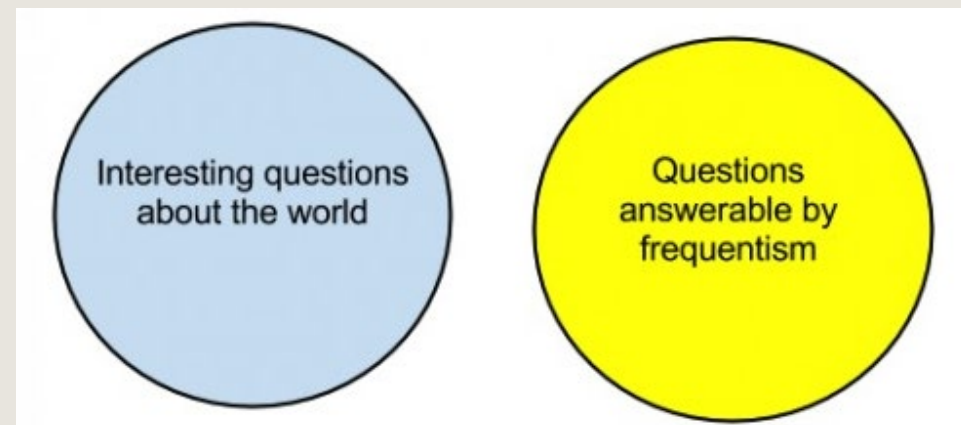 Interesting questions
about the world
Questions
answerable by
frequentism